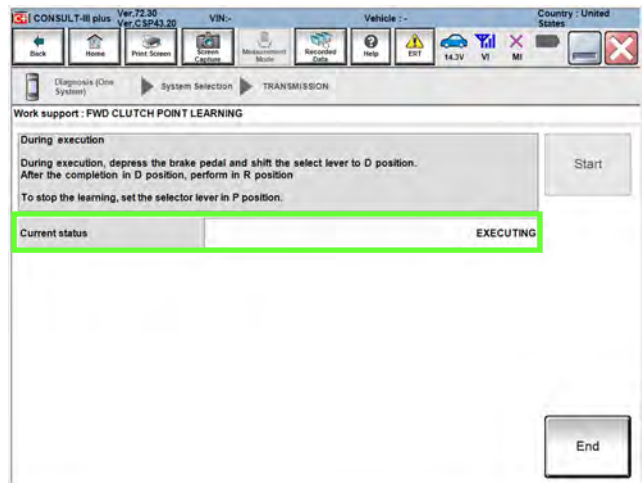 CONSULT-III plus Ver.72.30 VIN:- Vehicle : - Country : United
Ver.CSP43.20 States
Back Home Print Screen Screen Capture Measurement Mode Recorded Data Help ERT 14.3V VI MI
Diagnosis (One System) System Selection TRANSMISSION
Work support : FWD CLUTCH POINT LEARNING
During execution
During execution, depress the brake pedal and shift the select lever to D position.
After the completion in D position, perform in R position
To stop the learning, set the selector lever in P position.
Start
Current status EXECUTING
End